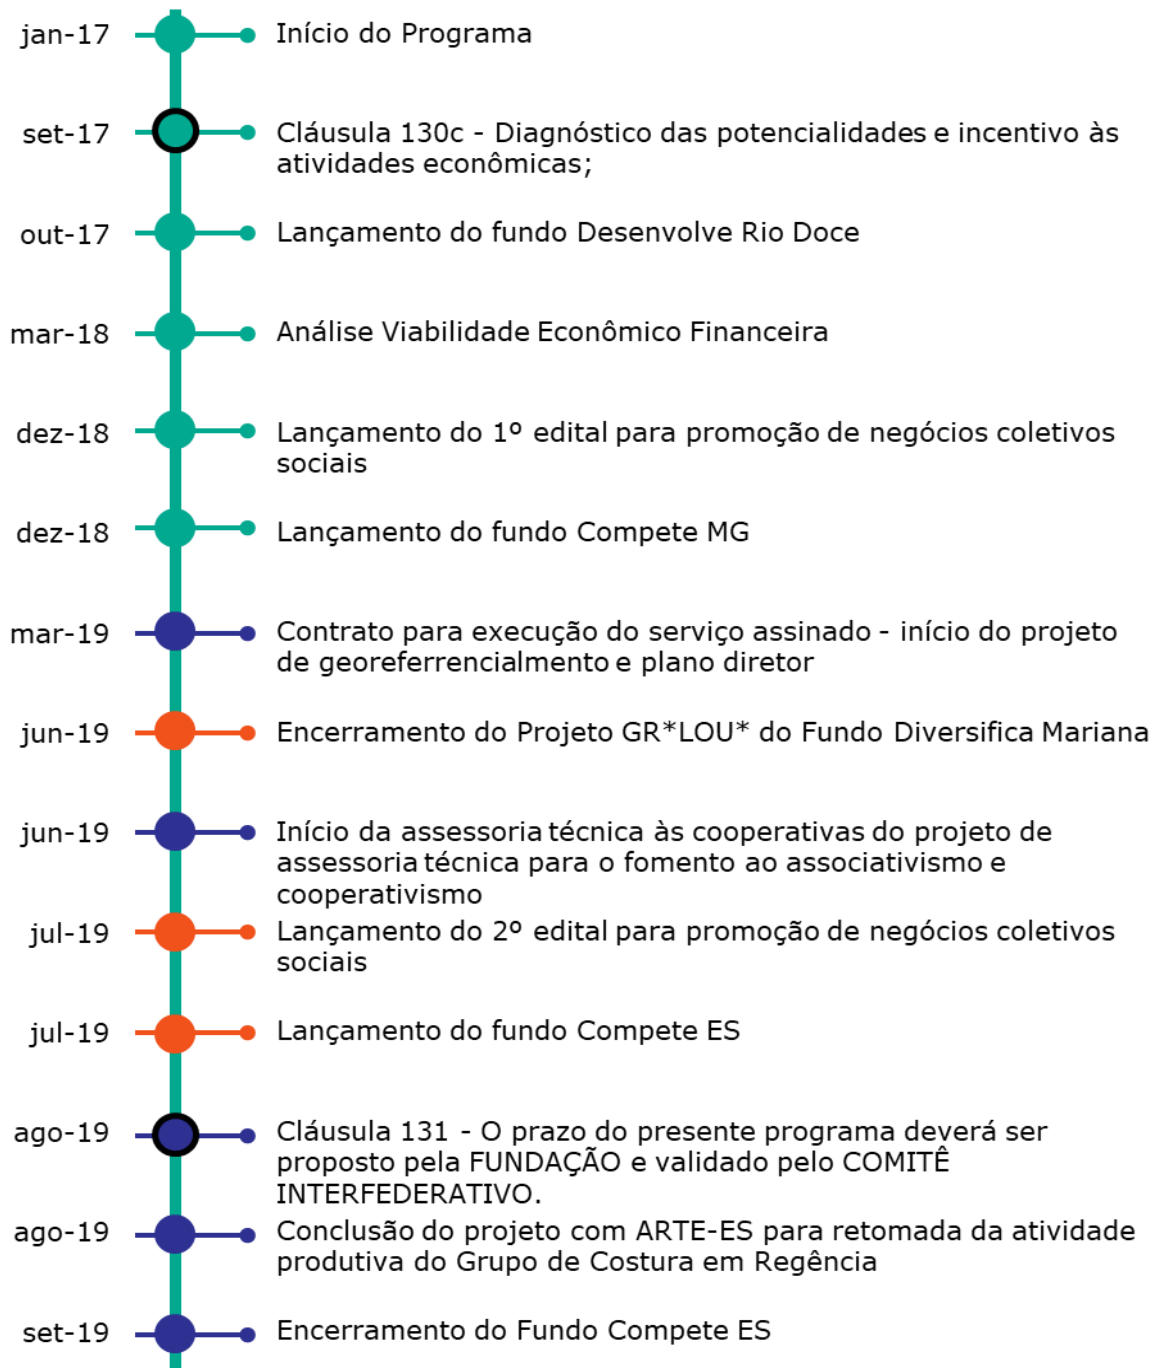 jan-17 Início do Programa
set-17 Cláusula 130c - Diagnóstico das potencialidades e incentivo às
atividades econômicas;
out-17 Lançamento do fundo Desenvolve Rio Doce
mar-18 Análise Viabilidade Econômico Financeira
dez-18 Lançamento do 1º edital para promoção de negócios coletivos
sociais
dez-18 Lançamento do fundo Compete MG
mar-19 Contrato para execução do serviço assinado - início do projeto
de georeferrencialmento e plano diretor
jun-19 Encerramento do Projeto GR*LOU* do Fundo Diversifica Mariana
jun-19 Início da assessoria técnica às cooperativas do projeto de
assessoria técnica para o fomento ao associativismo e
cooperativismo
jul-19 Lançamento do 2º edital para promoção de negócios coletivos
sociais
jul-19 Lançamento do fundo Compete ES
ago-19 Cláusula 131 - O prazo do presente programa deverá ser
proposto pela FUNDAÇÃO e validado pelo COMITÊ
INTERFEDERATIVO.
ago-19 Conclusão do projeto com ARTE-ES para retomada da atividade
produtiva do Grupo de Costura em Regência
set-19 Encerramento do Fundo Compete ES